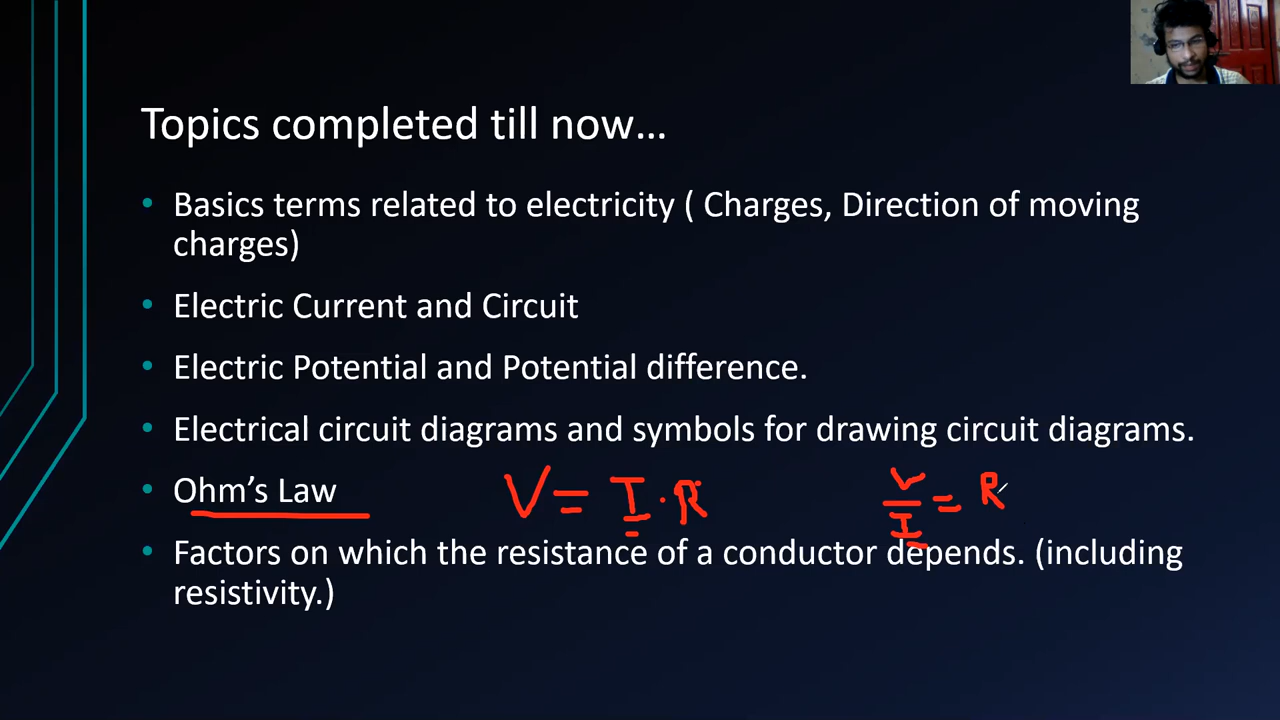 Topics completed till now…
• Basics terms related to electricity ( Charges, Direction of moving
charges)
• Electric Current and Circuit
• Electric Potential and Potential difference.
• Electrical circuit diagrams and symbols for drawing circuit diagrams.
• Ohm’s Law V = I . R V/I = R
• Factors on which the resistance of a conductor depends. (including
resistivity.)